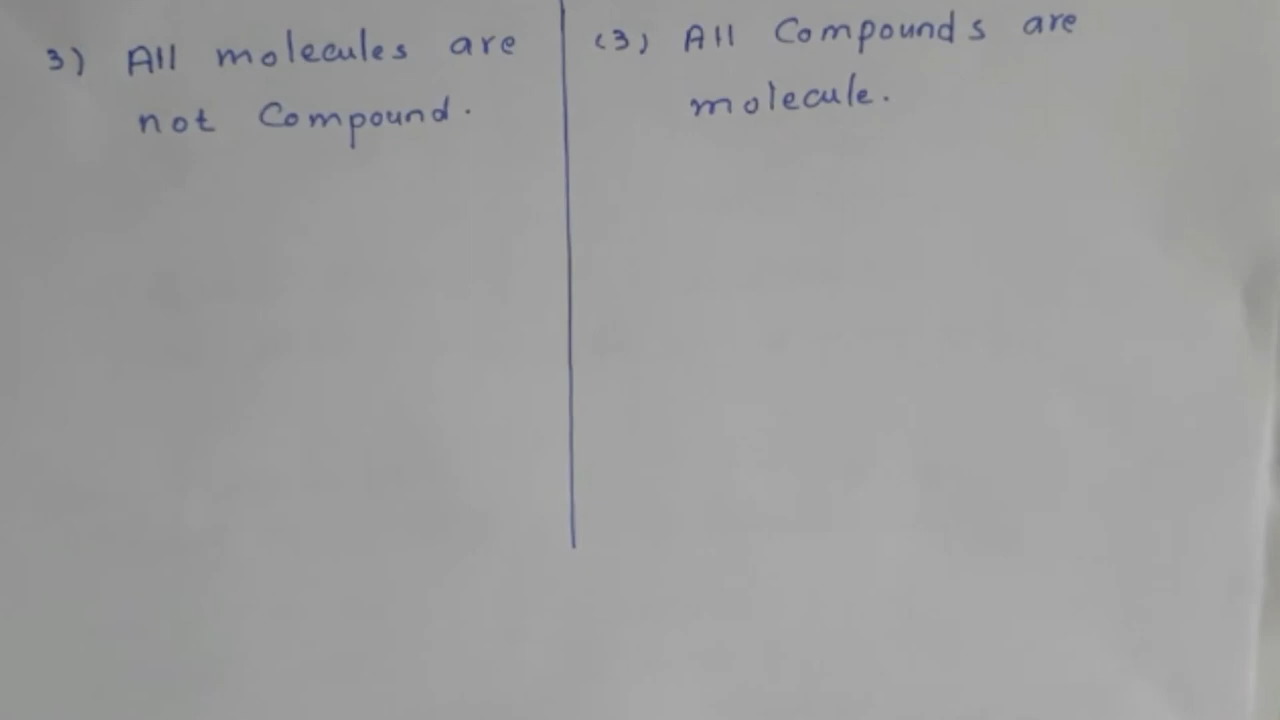 3) All molecules are
not Compound.
(3) All Compounds are
molecule.